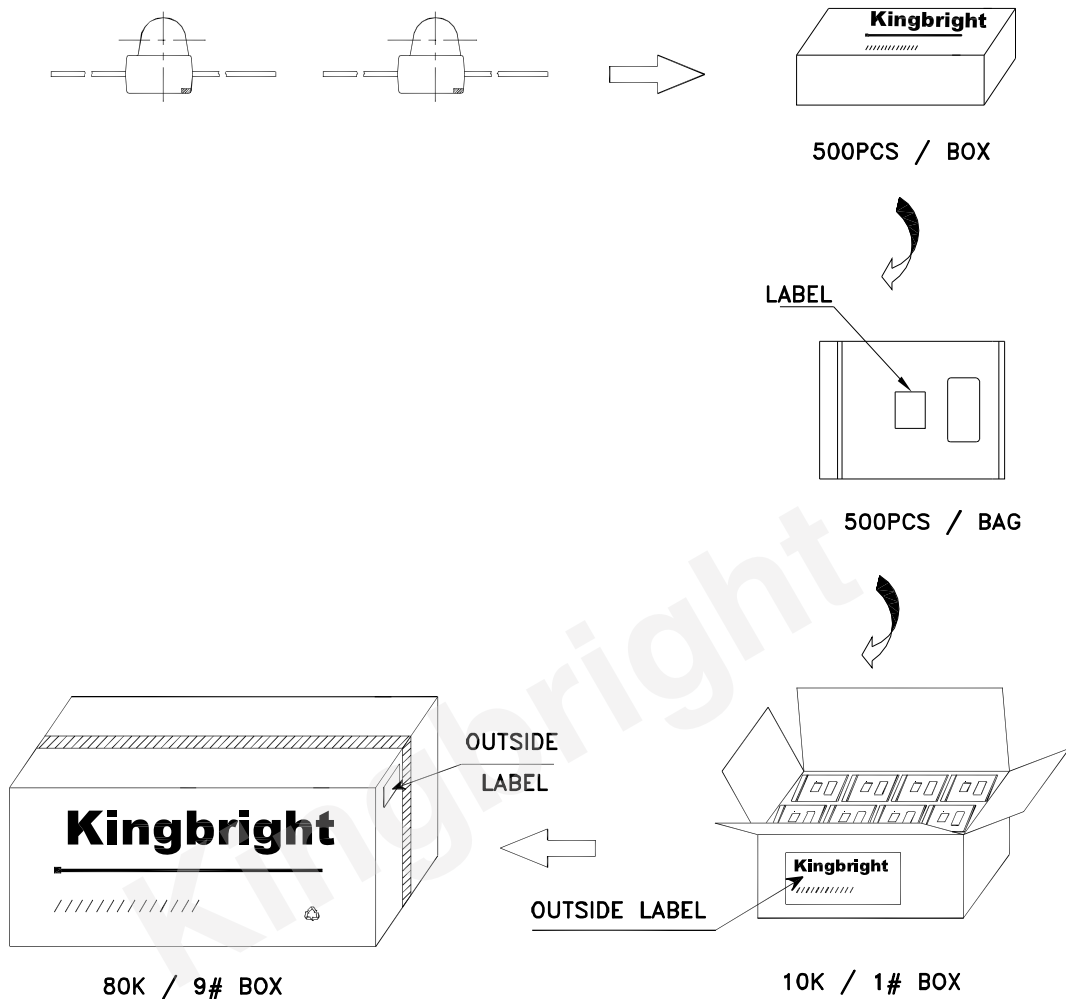 Kingbright
500PCS / BOX
LABEL
500PCS / BAG
Kingbright
OUTSIDE
LABEL
Kingbright
80K / 9# BOX
Kingbright
OUTSIDE LABEL
10K / 1# BOX